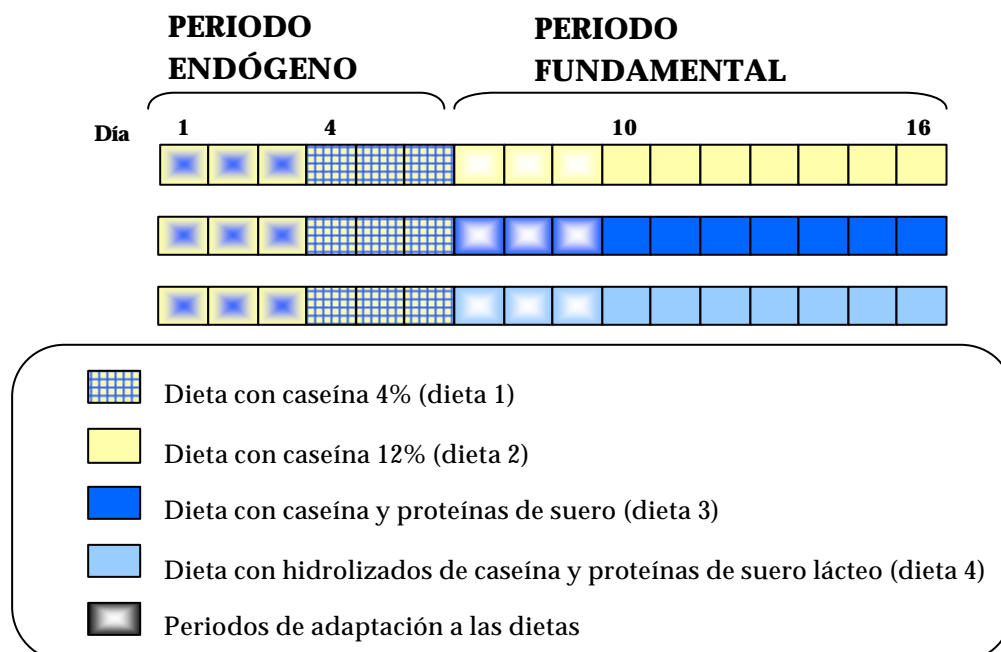 PERIODO
ENDÓGENO
PERIODO
FUNDAMENTAL
Día 1 4 10 16
Dieta con caseína 4% (dieta 1)
Dieta con caseína 12% (dieta 2)
Dieta con caseína y proteínas de suero (dieta 3)
Dieta con hidrolizados de caseína y proteínas de suero lácteo (dieta 4)
Periodos de adaptación a las dietas